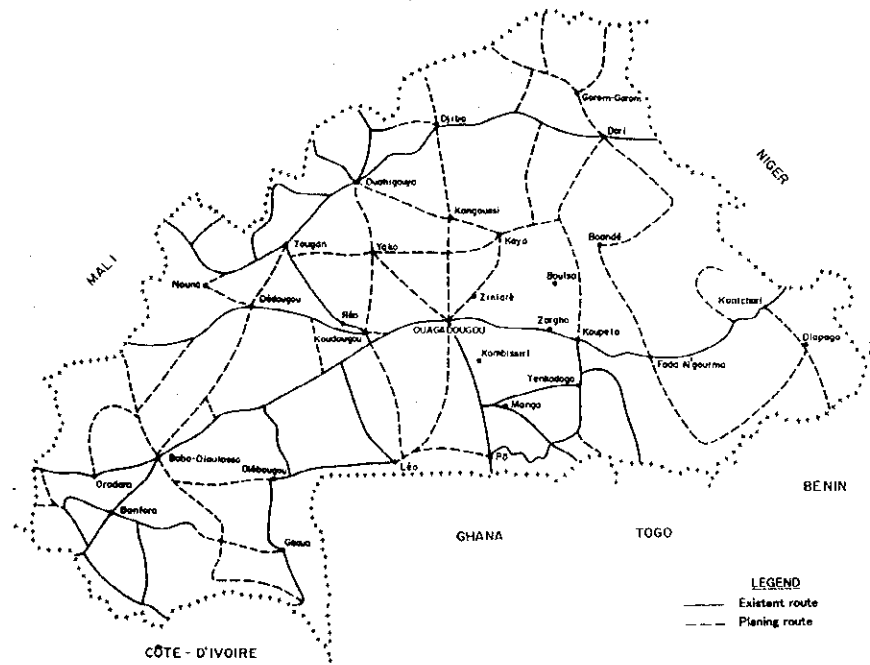 Gorom-Gorom
Djibo
Dori
NIGER
Ouahigouya
Kongoussi
Kaya
Boandé
Tougan
Yako
MALI
Nouna
Boulsa
Ziniarè
Kantchari
Dédougou
Réo
Zorgho
OUAGADOUGOU
Koudougou
Koupela
Diapaga
Kombissiri
Fada N'gourma
Tenkodogo
Manga
Bobo-Dioulasso
Diébougou
Léo
Pô
Orodara
BENIN
Banfora
GHANA
TOGO
Gaoua
LEGEND
Existent route
Planing route
CÔTE - D'IVOIRE